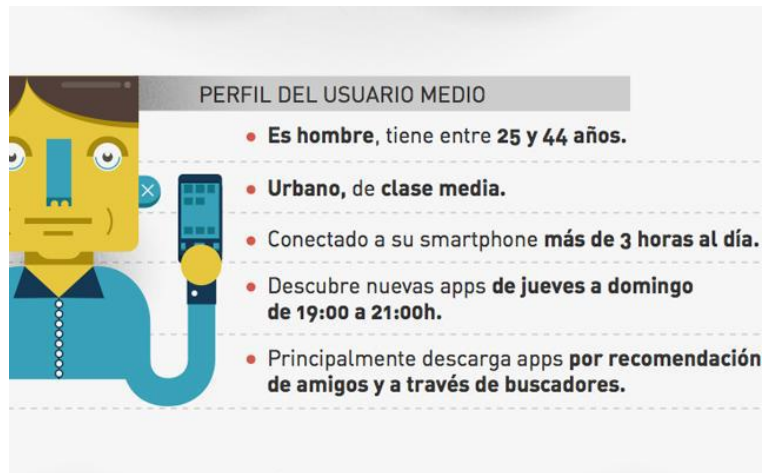 PERFIL DEL USUARIO MEDIO
• Es hombre, tiene entre 25 y 44 años.
• Urbano, de clase media.
• Conectado a su smartphone más de 3 horas al día.
• Descubre nuevas apps de jueves a domingo
de 19:00 a 21:00h.
• Principalmente descarga apps por recomendación
de amigos y a través de buscadores.